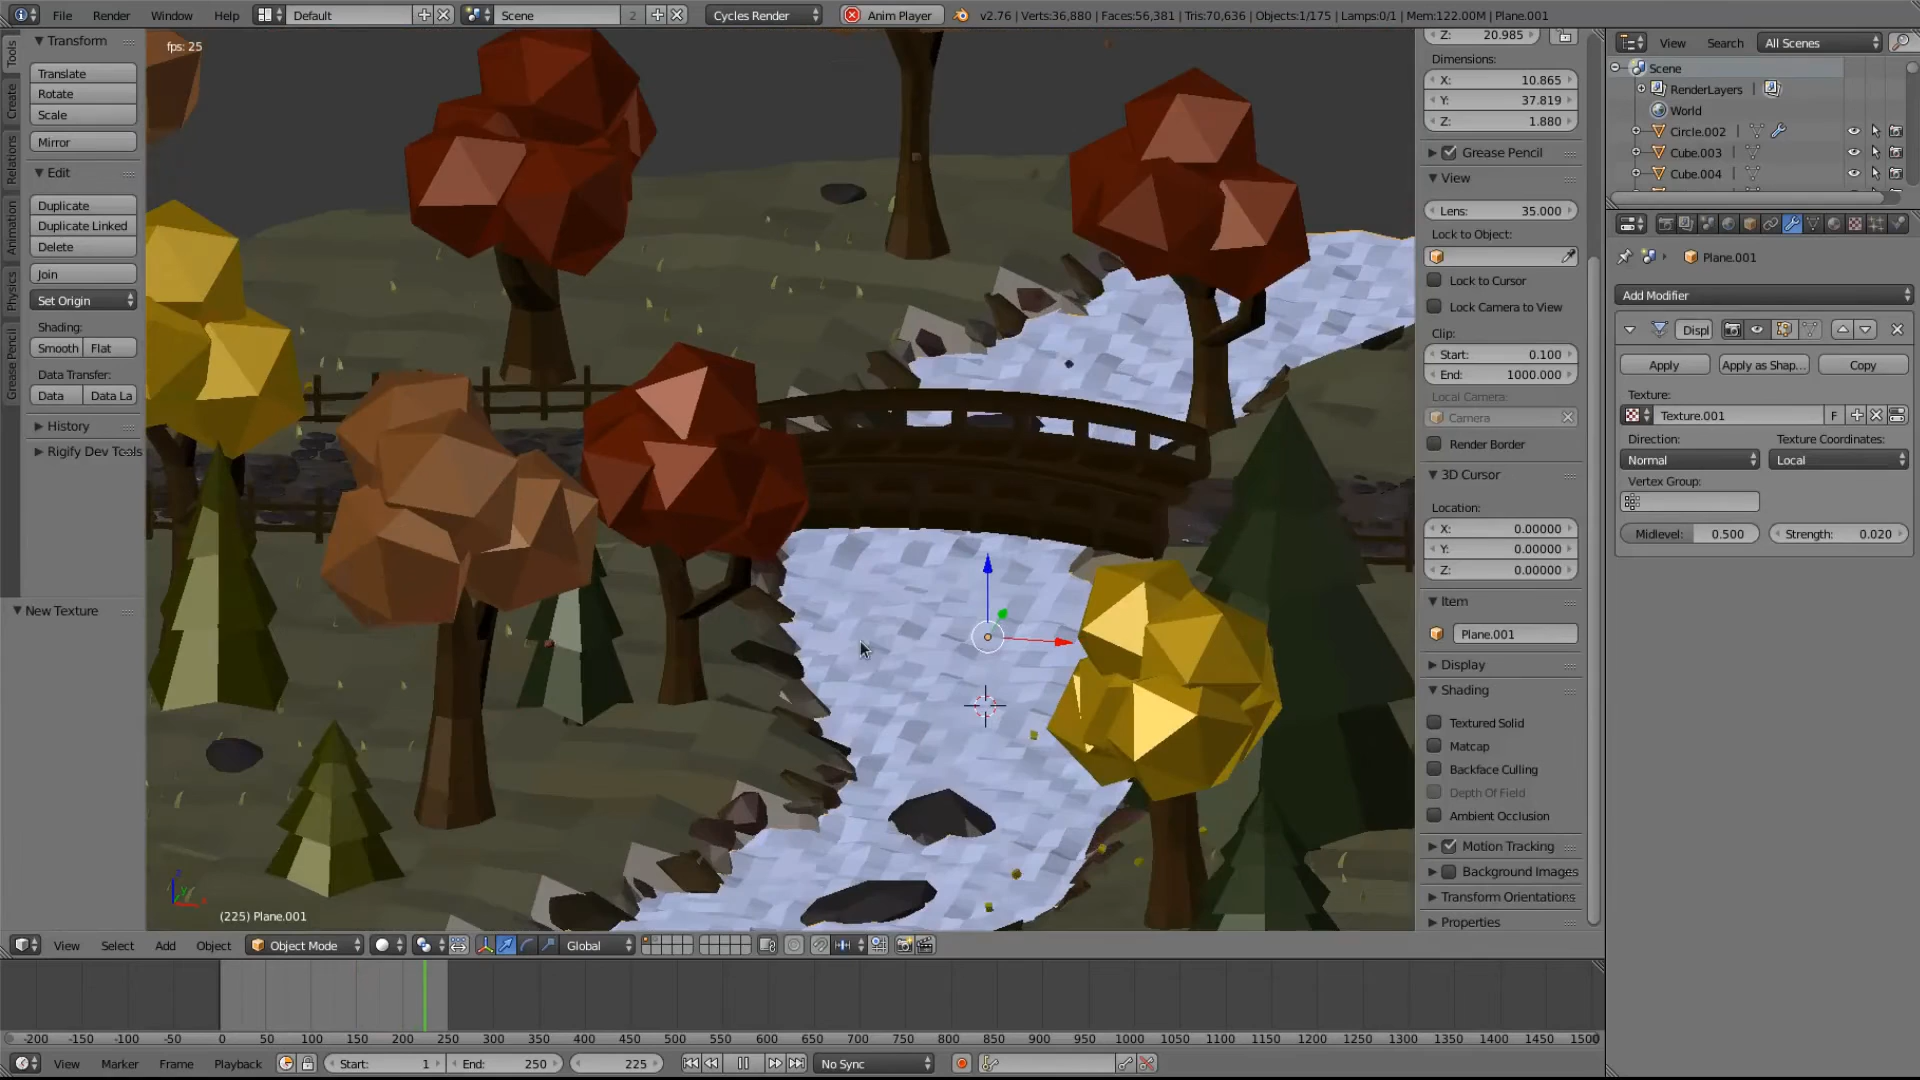 File Render Window Help Default Scene 2 Cycles Render Anim Player v2.76 | Verts:36,880 | Faces:56,381 | Tris:70,636 | Objects:1/175 | Lamps:0/1 | Mem:122.00M | Plane.001
fps: 25
Tools
Create
Relations
Animation
Physics
Grease Pencil
Transform
Translate
Rotate
Scale
Mirror
Edit
Duplicate
Duplicate Linked
Delete
Join
Set Origin
Shading:
Smooth Flat
Data Transfer:
Data Data La
History
Rigify Dev Tools
New Texture
(225) Plane.001
Z: 20.985
Dimensions:
X: 10.865
Y: 37.819
Z: 1.880
Grease Pencil
View
Lens: 35.000
Lock to Object:
Lock to Cursor
Lock Camera to View
Clip:
Start: 0.100
End: 1000.000
Local Camera:
Camera
Render Border
3D Cursor
Location:
X: 0.00000
Y: 0.00000
Z: 0.00000
Item
Plane.001
Display
Shading
Textured Solid
Matcap
Backface Culling
Depth Of Field
Ambient Occlusion
Motion Tracking
Background Images
Transform Orientations
Properties
View Search All Scenes
Scene
RenderLayers
World
Circle.002
Cube.003
Cube.004
Plane.001
Add Modifier
Displ
Apply Apply as Shap... Copy
Texture:
Texture.001 F
Direction: Texture Coordinates:
Normal Local
Vertex Group:
Midlevel: 0.500 Strength: 0.020
View Select Add Object Object Mode Global
-200 -150 -100 -50 0 50 100 150 200 250 300 350 400 450 500 550 600 650 700 750 800 850 900 950 1000 1050 1100 1150 1200 1250 1300 1350 1400 1450 1500
View Marker Frame Playback Start: 1 End: 250 225 No Sync